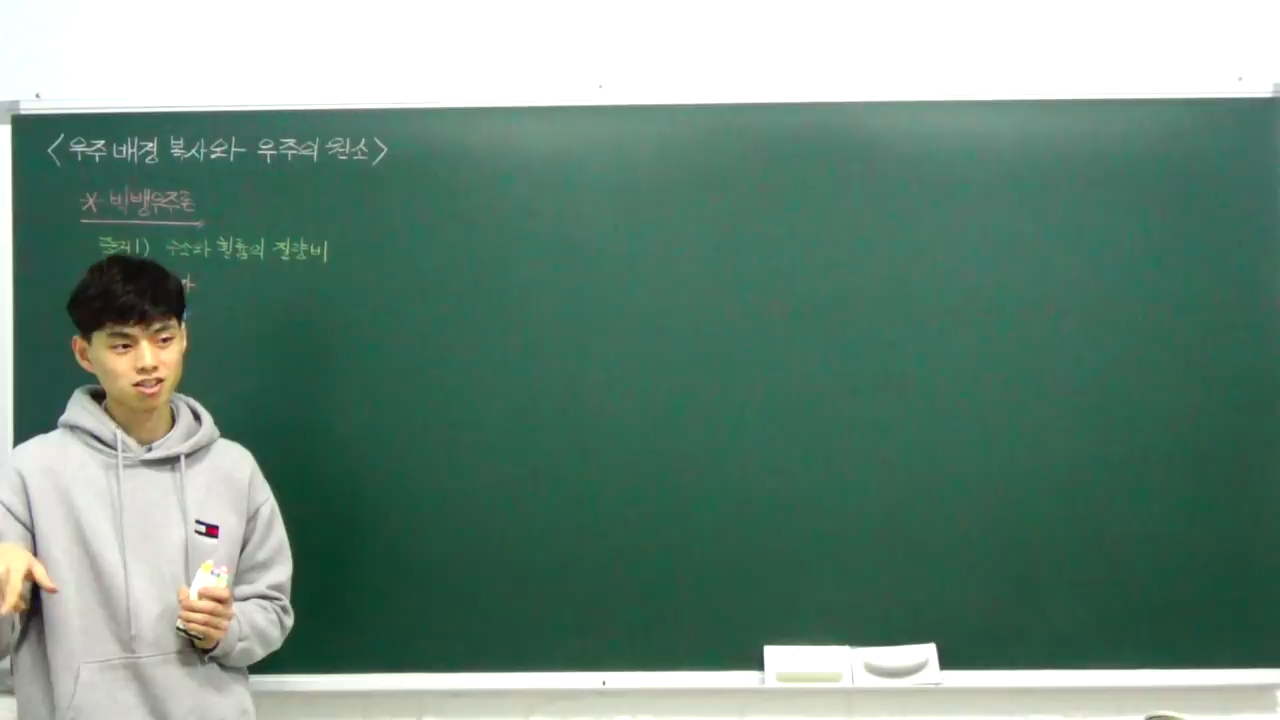 <우주 배경 복사와 우주의 원소>
* 빅뱅우주론
증거1) 수소와 헬륨의 질량비